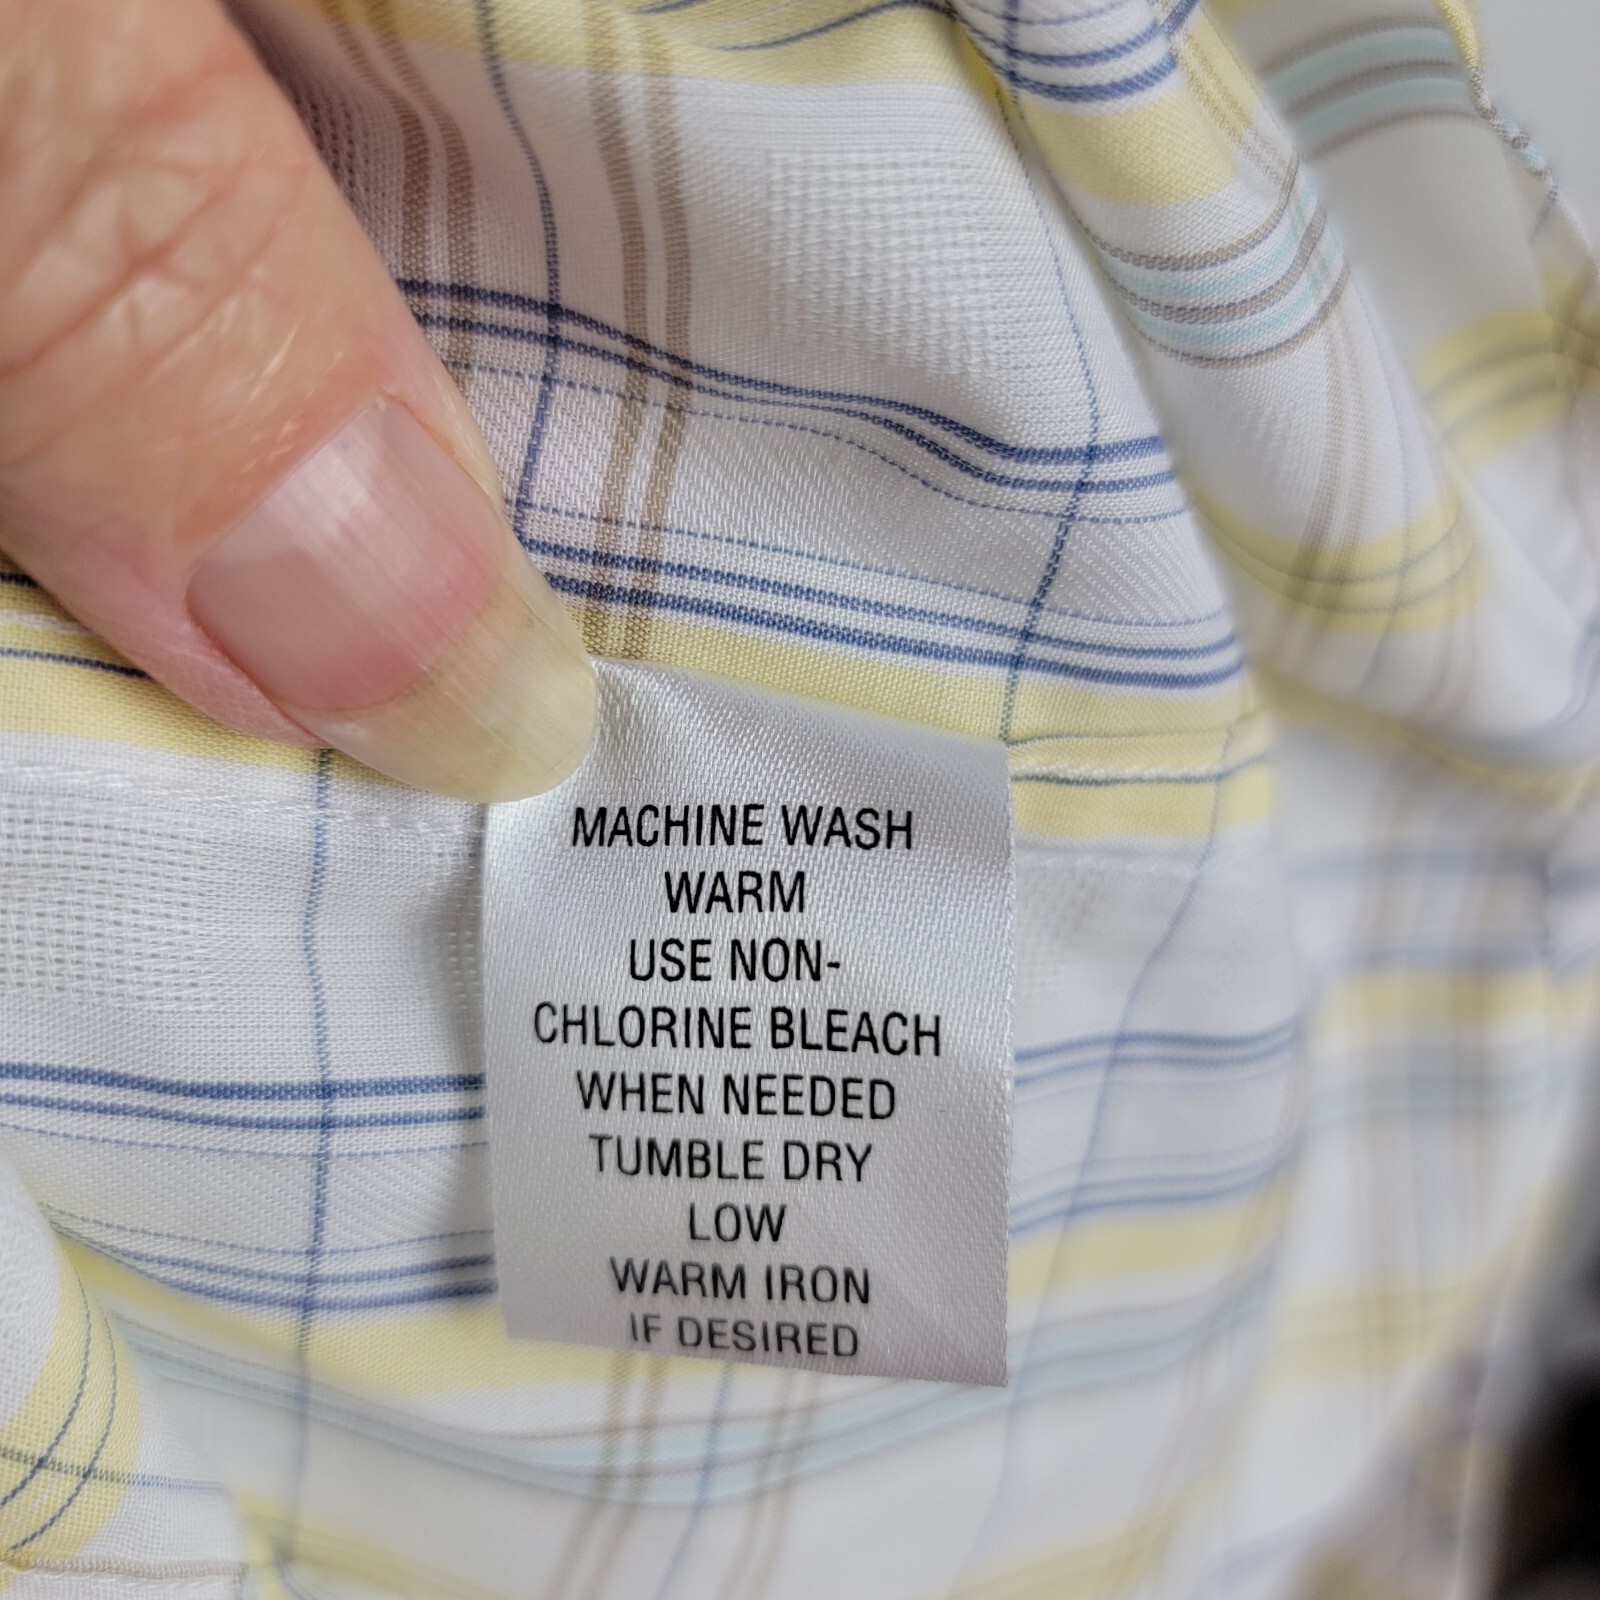 MACHINE WASH
WARM
USE NON-
CHLORINE BLEACH
WHEN NEEDED
TUMBLE DRY
LOW
WARM IRON
IF DESIRED